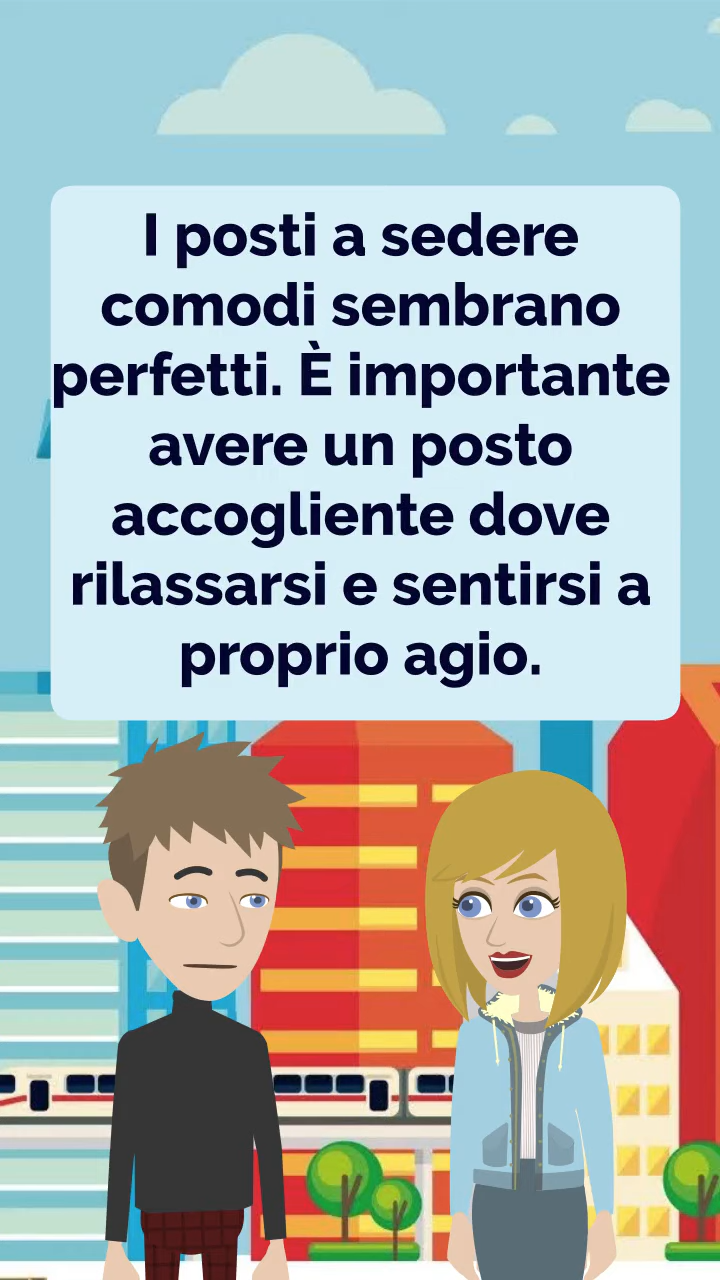 I posti a sedere
comodi sembrano
perfetti. È importante
avere un posto
accogliente dove
rilassarsi e sentirsi a
proprio agio.